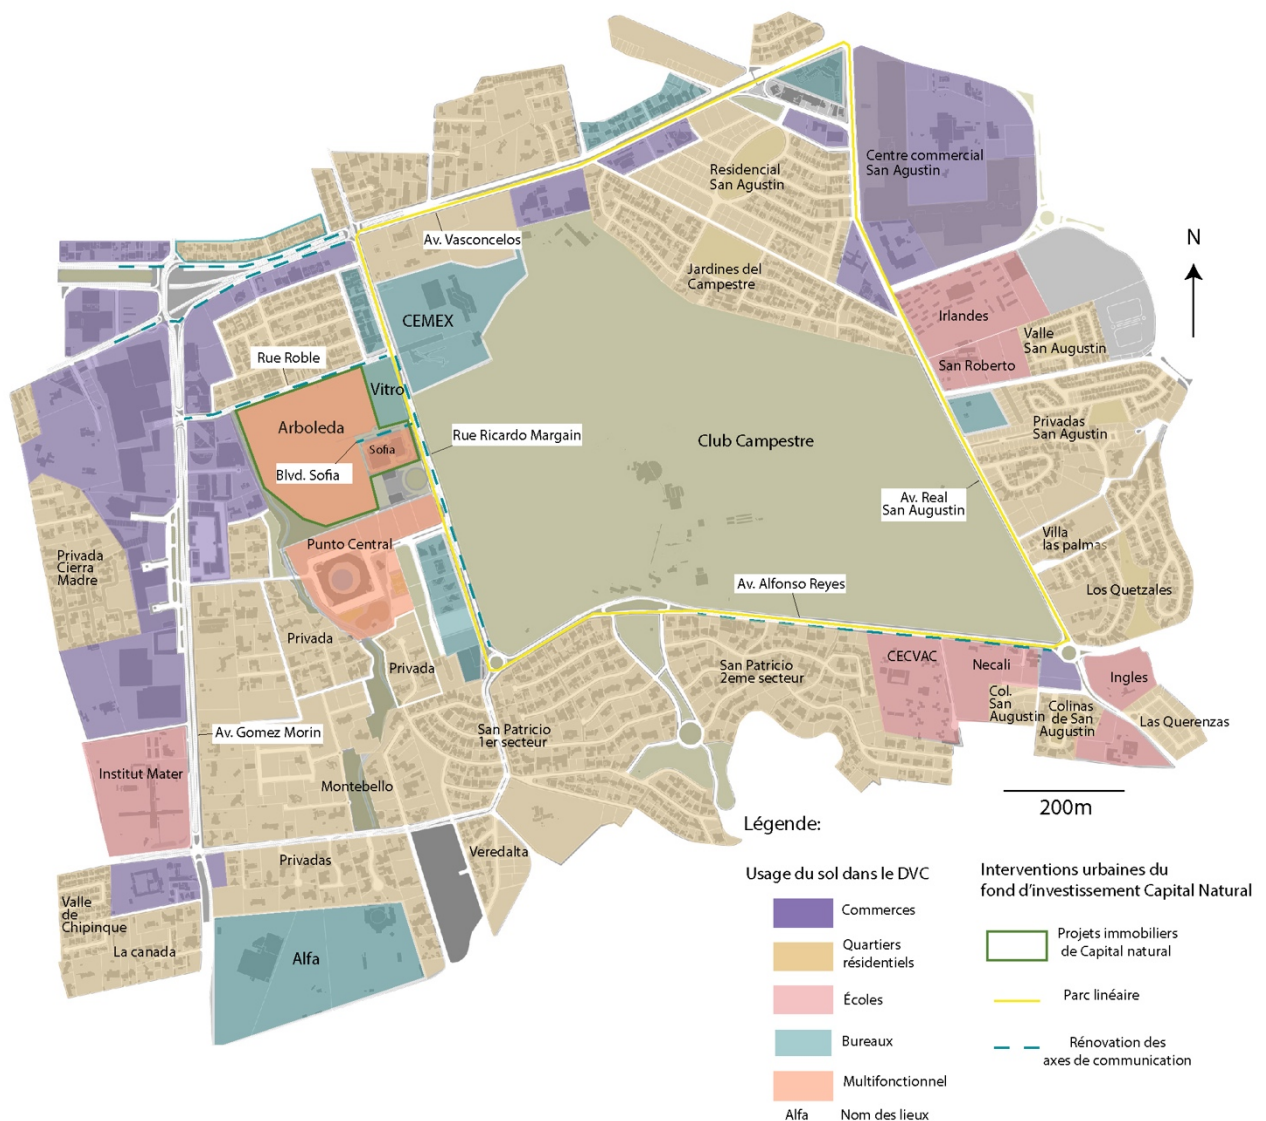 Centre commercial
San Agustin
Residencial
San Agustin
N
Av. Vasconcelos
Jardines del
Campestre
CEMEX
Irlandes
Valle
San Augustin
Rue Roble
San Roberto
Vitro
Arboleda
Privadas
San Agustin
Rue Ricardo Margain
Club Campestre
Sofia
Blvd. Sofia
Av. Real
San Augustin
Punto Central
Villa
las palmas
Privada
Cierra
Madre
Av. Alfonso Reyes
Los Quetzales
Privada
Privada
CECVAC
Necali
San Patricio
2eme secteur
Ingles
Col.
San
Augustin
Colinas
de San
Augustin
Las Querenzas
San Patricio
1er secteur
Av. Gomez Morin
Institut Mater
Montebello
200m
Légende:
Veredalta
Privadas
Valle
de
Chipinque
La canada
Alfa
Usage du sol dans le DVC
Commerces
Quartiers
résidentiels
Écoles
Bureaux
Multifonctionnel
Alfa Nom des lieux
Interventions urbaines du
fond d’investissement Capital Natural
Projets immobiliers
de Capital natural
Parc linéaire
Rénovation des
axes de communication